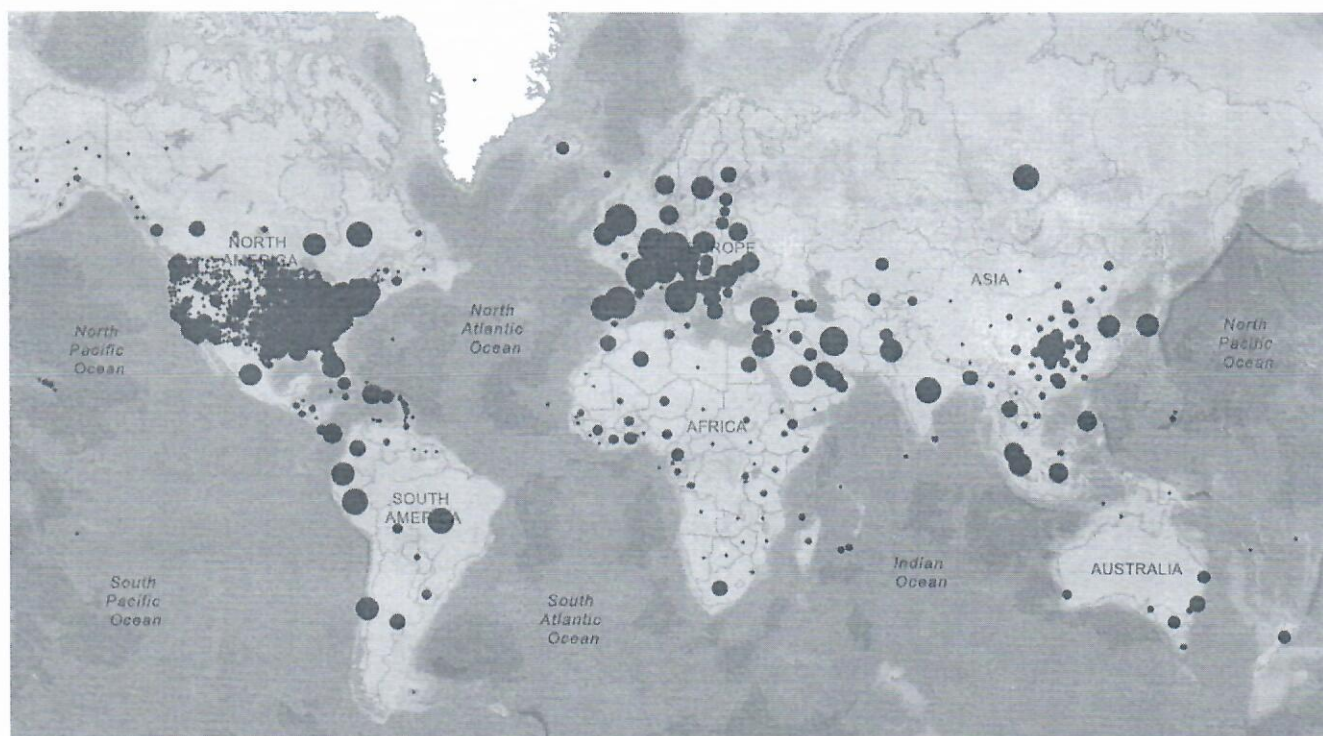 NORTH
AMERICA
ROPE
ASIA
North
Pacific
Ocean
North
Atlantic
Ocean
North
Pacific
Ocean
AFRICA
SOUTH
AMERICA
Indian
Ocean
AUSTRALIA
South
Pacific
Ocean
South
Atlantic
Ocean